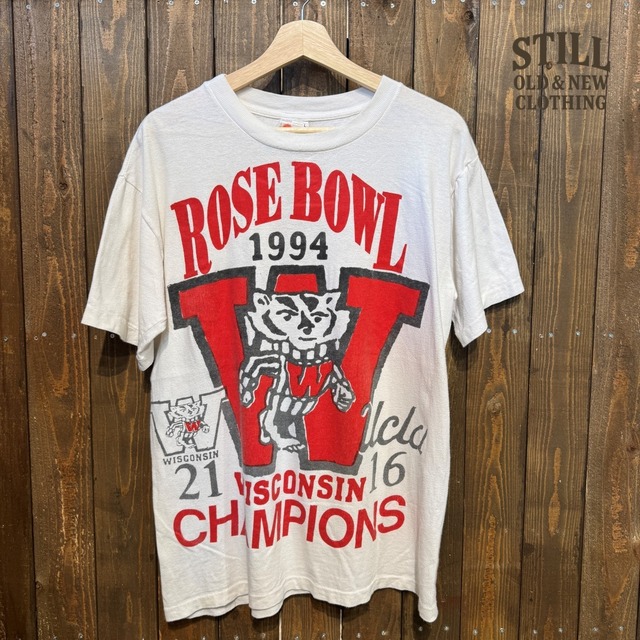 STILL
OLD & NEW
CLOTHING
L
ROSE BOWL
1994
W
WISCONSIN
21
ucla
16
WISCONSIN
CHAMPIONS